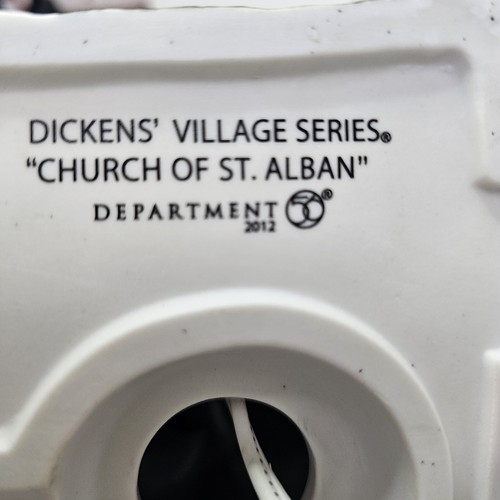 DICKENS' VILLAGE SERIES®
"CHURCH OF ST. ALBAN"
DEPARTMENT 56®
2012